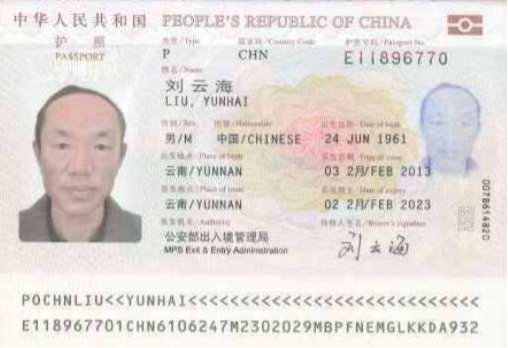 中华人民共和国 PEOPLE'S REPUBLIC OF CHINA
护 照
PASSPORT
类型/Type 国家码/Country Code 护照号码/Passport No.
P CHN E11896770
姓名/Name
刘云海
LIU, YUNHAI
性别/Sex 国籍/Nationality 出生日期/Date of birth
男/M 中国/CHINESE 24 JUN 1961
出生地点/Place of birth 签发日期/Date of issue
云南/YUNNAN 03 2月/FEB 2013
签发地点/Place of issue 有效期至/Date of expiry
云南/YUNNAN 02 2月/FEB 2023
签发机关/Authority 持照人签名/Bearer's signature
公安部出入境管理局
MPS Exit & Entry Administration
刘云海
POCHNLIU<<YUNHAI<<<<<<<<<<<<<<<<<<<<<<<<<<<<
E118967701CHN6106247M2302029MBPFNEMGLKKDA932